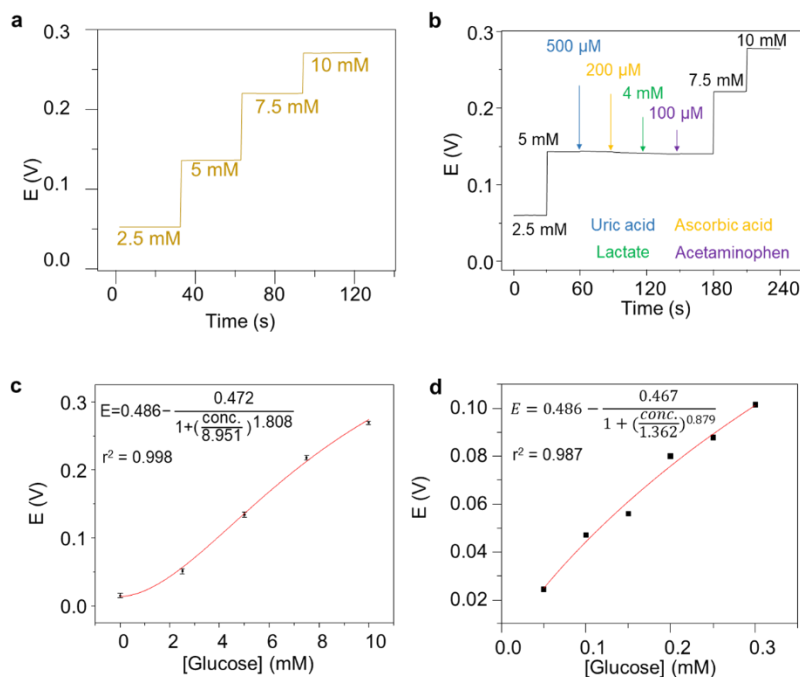 a
0.3
0.2
0.1
0.0
E (V)
2.5 mM
5 mM
7.5 mM
10 mM
0 40 80 120
Time (s)
b
0.3
0.2
0.1
0.0
E (V)
2.5 mM
5 mM
500 µM
200 µM
4 mM
100 µM
7.5 mM
10 mM
Uric acid Ascorbic acid
Lactate Acetaminophen
0 60 120 180 240
Time (s)
c
E=0.486−0.472/1+(conc./8.951)^1.808
r² = 0.998
0.3
0.2
0.1
0.0
E (V)
0 2 4 6 8 10
[Glucose] (mM)
d
E = 0.486 − 0.467/1 + (conc./1.362)^0.879
r² = 0.987
0.10
0.08
0.06
0.04
0.02
E (V)
0.0 0.1 0.2 0.3
[Glucose] (mM)